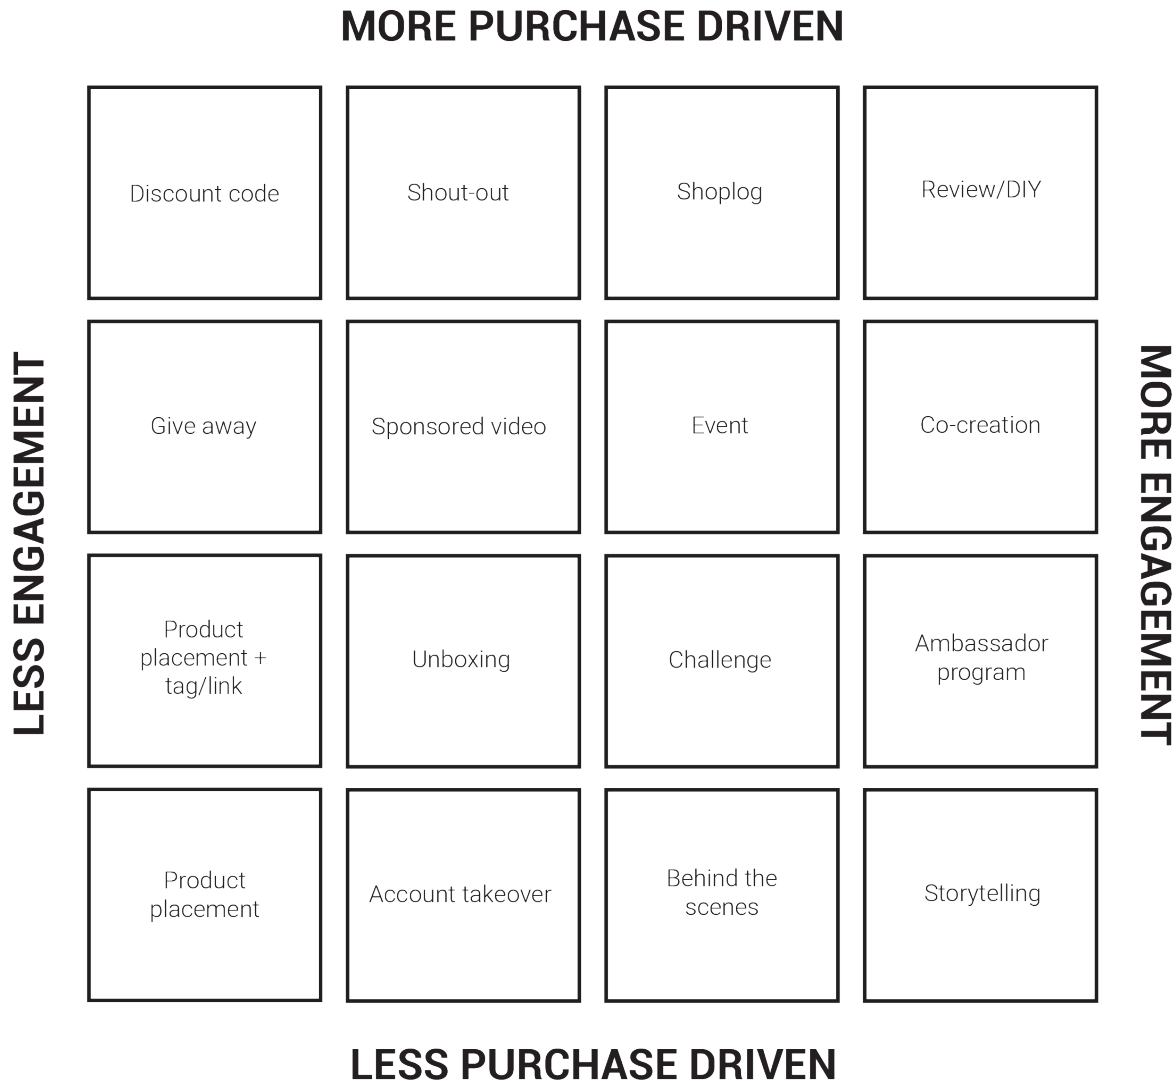 MORE PURCHASE DRIVEN
Discount code
Shout-out
Shoplog
Review/DIY
LESS ENGAGEMENT
MORE ENGAGEMENT
Give away
Sponsored video
Event
Co-creation
Product
placement +
tag/link
Unboxing
Challenge
Ambassador
program
Product
placement
Account takeover
Behind the
scenes
Storytelling
LESS PURCHASE DRIVEN